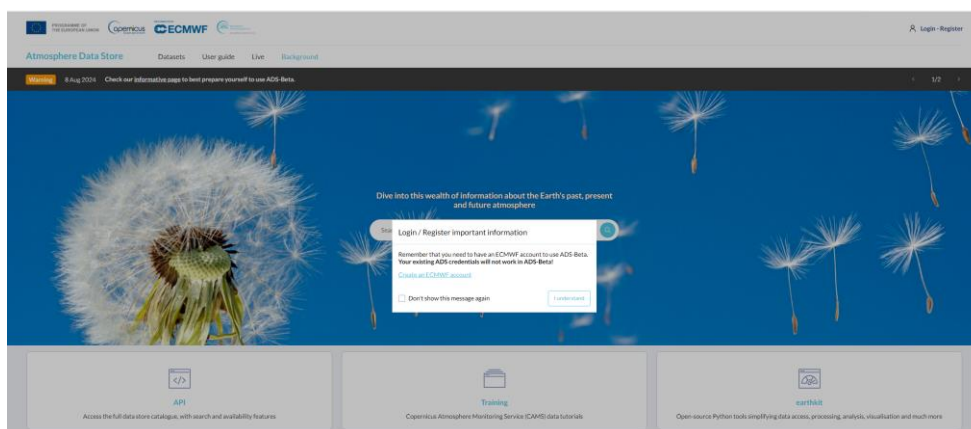 PROGRAMME OF
THE EUROPEAN UNION
Copernicus
ECMWF
Login - Register
Atmosphere Data Store
Datasets
User guide
Live
Background
Warning
8 Aug 2024
Check our informative page to best prepare yourself to use ADS-Beta.
1/2
Dive into this wealth of information about the Earth's past, present
and future atmosphere
Login / Register important information
Remember that you need to have an ECMWF account to use ADS-Beta.
Your existing ADS credentials will not work in ADS-Beta!
Create an ECMWF account
Don't show this message again
I understand
API
Access the full data store catalogue, with search and availability features
Training
Copernicus Atmosphere Monitoring Service (CAMS) data tutorials
earthkit
Open-source Python tools simplifying data access, processing, analysis, visualisation and much more